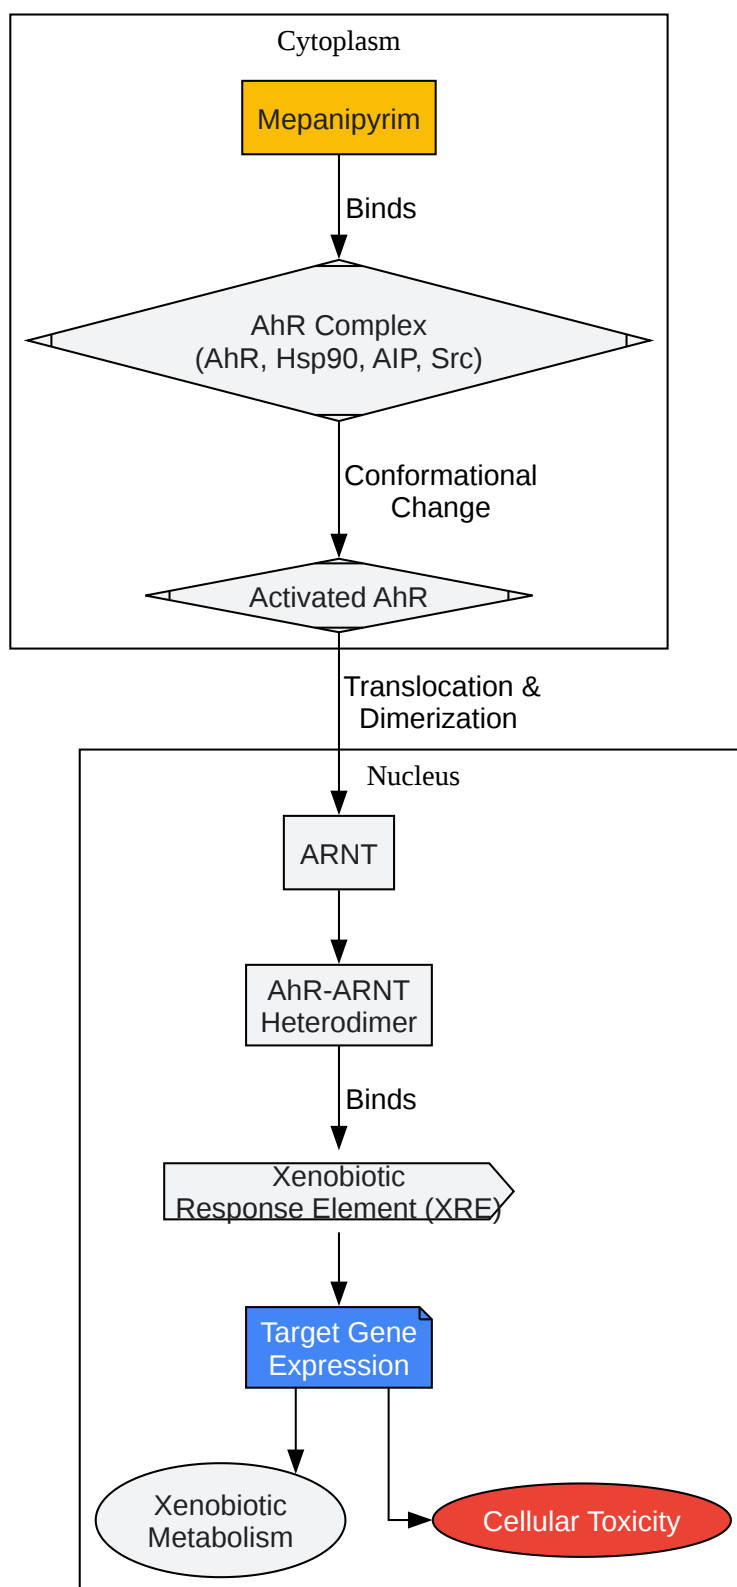 Cytoplasm
Mepanipyrim
Binds
AhR Complex
(AhR, Hsp90, AIP, Src)
Conformational
Change
Activated AhR
Translocation &
Dimerization
Nucleus
ARNT
AhR-ARNT
Heterodimer
Binds
Xenobiotic
Response Element (XRE)
Target Gene
Expression
Xenobiotic
Metabolism
Cellular Toxicity